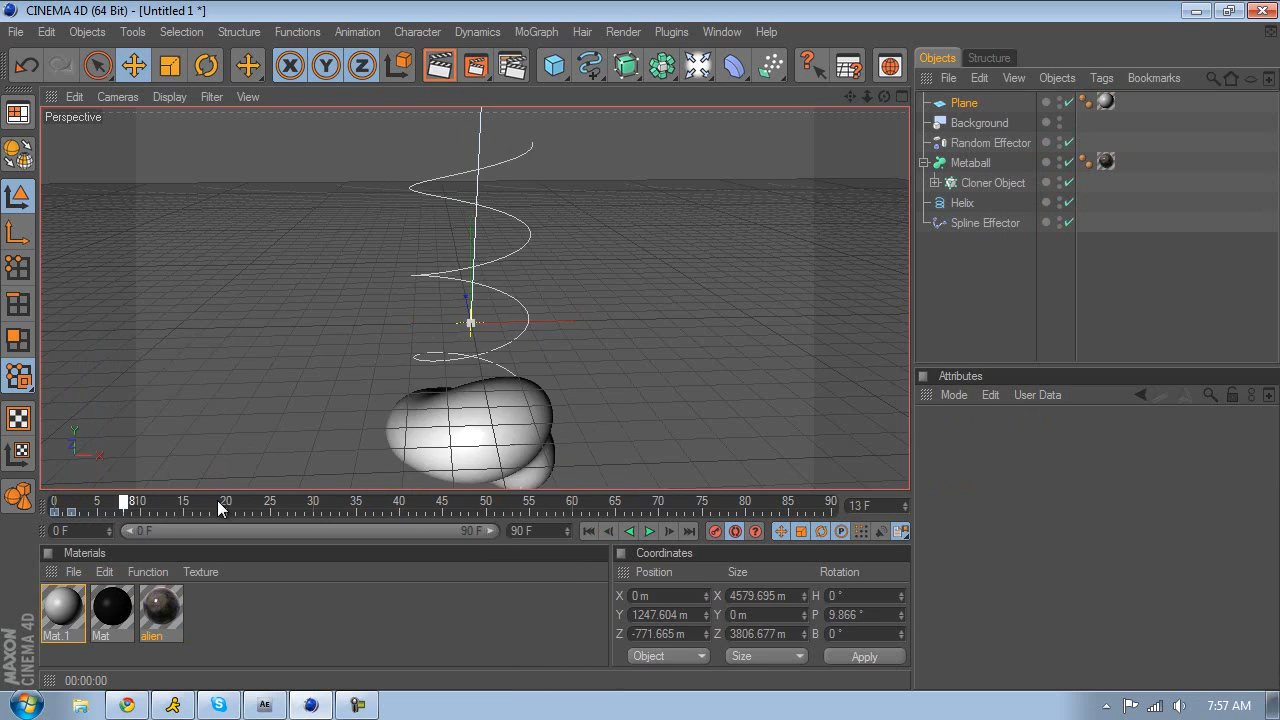 CINEMA 4D (64 Bit) - [Untitled 1 *]
File Edit Objects Tools Selection Structure Functions Animation Character Dynamics MoGraph Hair Render Plugins Window Help
Edit Cameras Display Filter View
Perspective
Y
Z
X
0 5 810 15 20 25 30 35 40 45 50 55 60 65 70 75 80 85 90 13 F
0 F 0 F 90 F 90 F
Materials
File Edit Function Texture
Mat.1 Mat alien
Coordinates
Position Size Rotation
X 0 m X 4579.695 m H 0 °
Y 1247.604 m Y 0 m P 9.866 °
Z -771.665 m Z 3806.677 m B 0 °
Object Size Apply
00:00:00
MAXON
CINEMA 4D
Objects Structure
File Edit View Objects Tags Bookmarks
Plane
Background
Random Effector
Metaball
Cloner Object
Helix
Spline Effector
Attributes
Mode Edit User Data
AE
7:57 AM